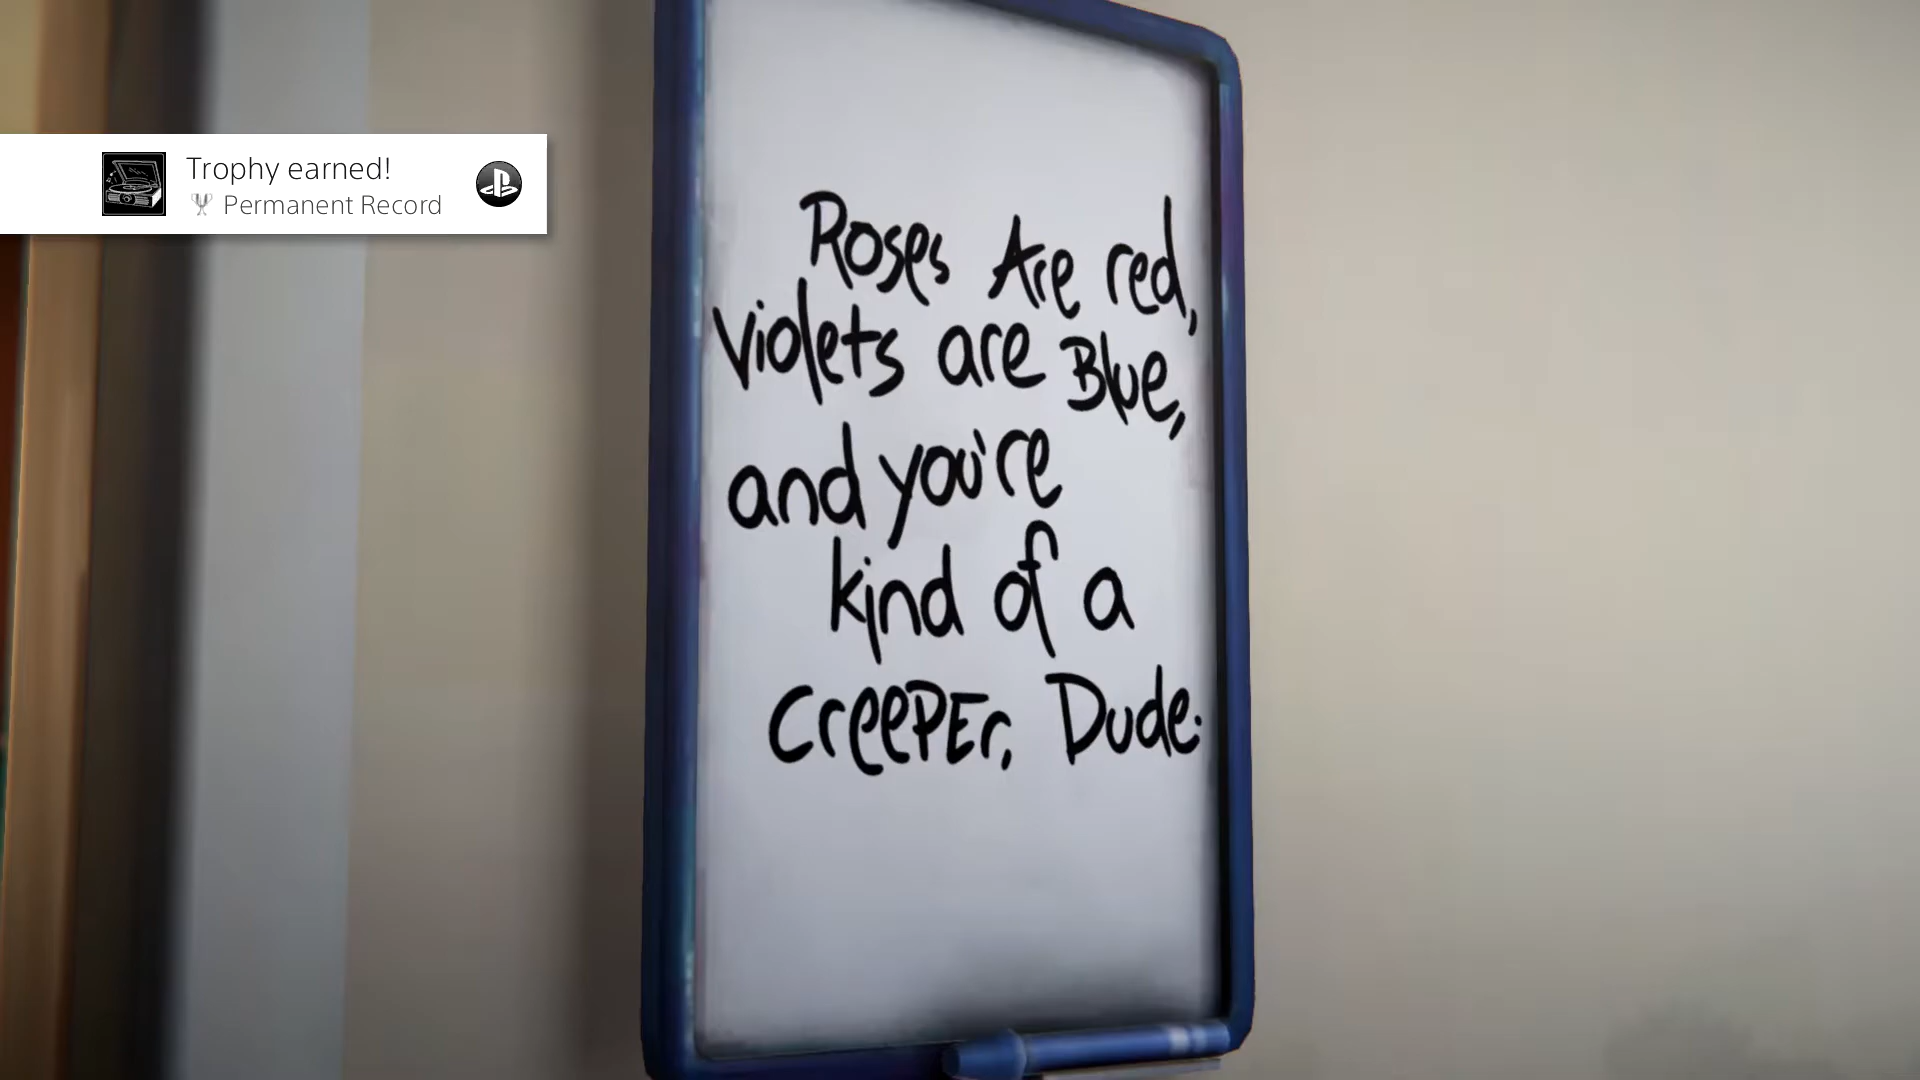 Trophy earned!
Permanent Record
Roses Are red,
Violets are Blue,
and you're
kind of a
CreePEr, Dude.